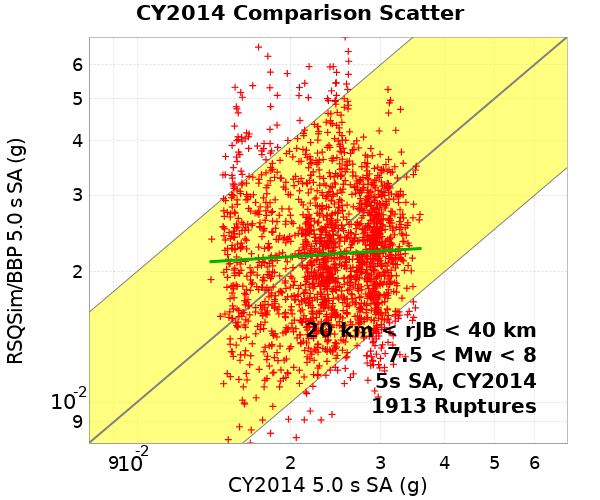 CY2014 Comparison Scatter
RSQSim/BBP 5.0 s SA (g)
6
5
4
3
2
10-2
9
20 km < rJB < 40 km
7.5 < Mw < 8
5s SA, CY2014
1913 Ruptures
9 10-2 2 3 4 5 6
CY2014 5.0 s SA (g)